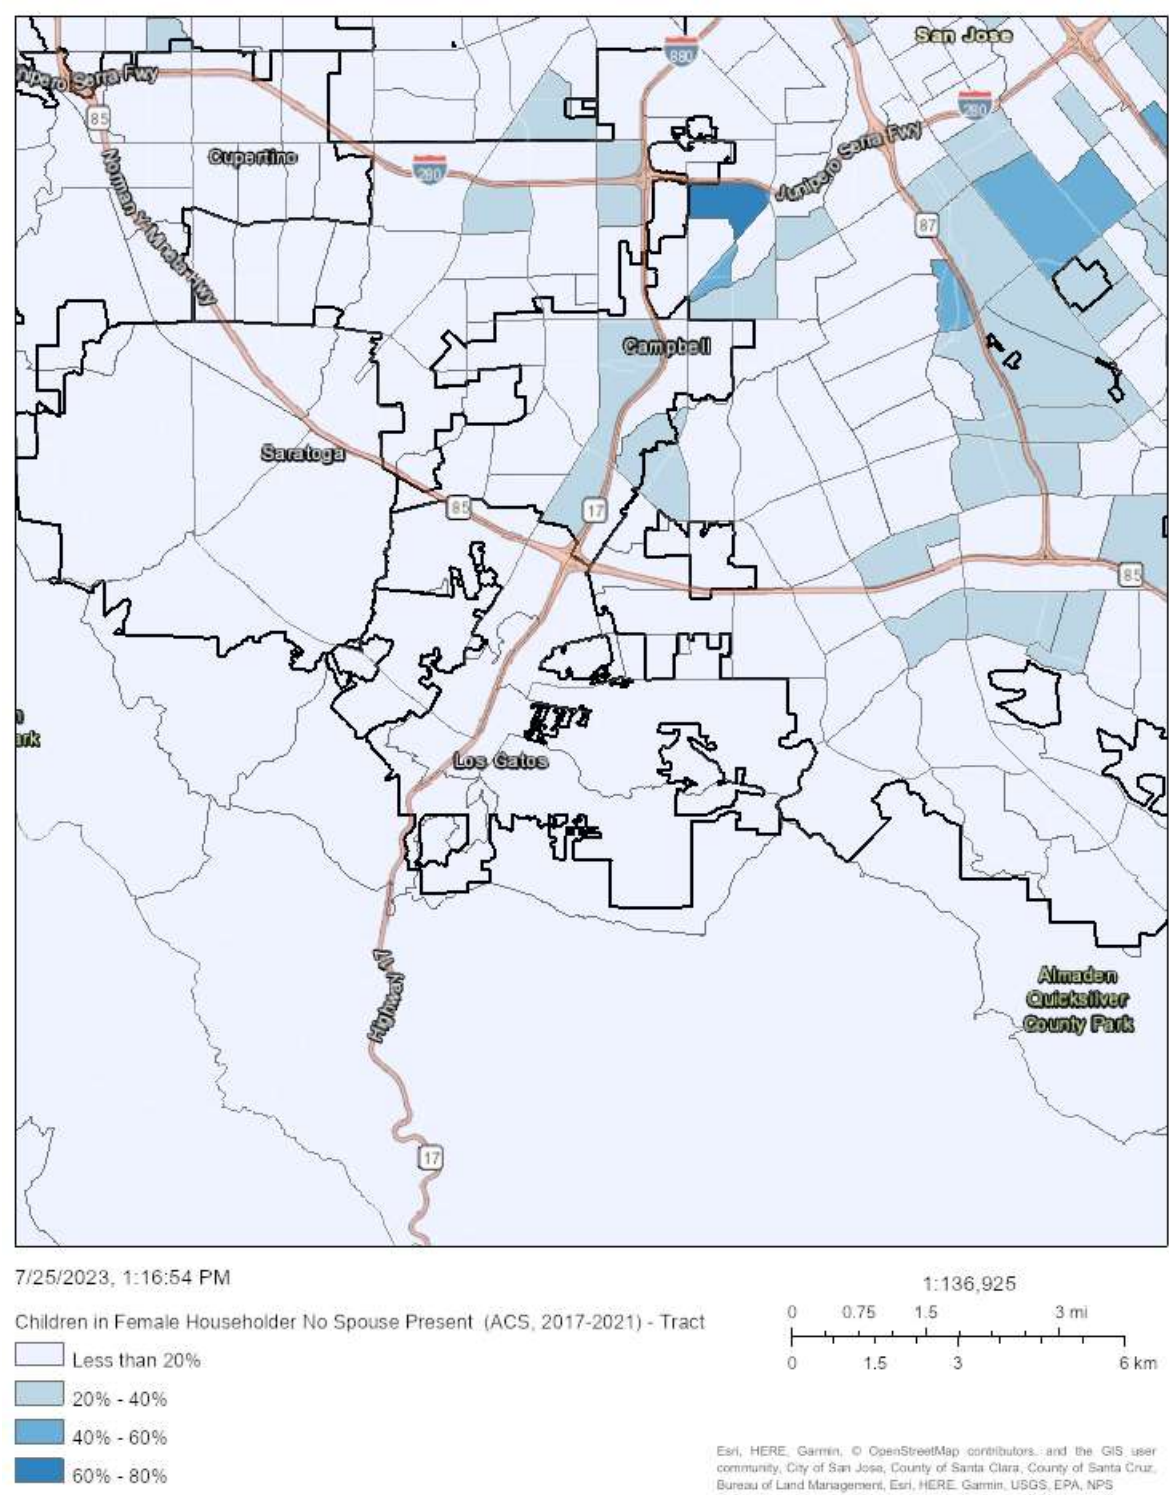 San Jose
880
nipero Serra Fwy
280
85
Junipero Serra Fwy
Cupertino
280
Norman Y Mineta Hwy
87
Campbell
Saratoga
85
17
85
ark
Los Gatos
Highway 17
Almaden
Quicksilver
County Park
17
7/25/2023, 1:16:54 PM
1:136,925
0 0.75 1.5 3 mi
0 1.5 3 6 km
Children in Female Householder No Spouse Present (ACS, 2017-2021) - Tract
Less than 20%
20% - 40%
40% - 60%
60% - 80%
Esri, HERE, Garmin, © OpenStreetMap contributors, and the GIS user
community, City of San Jose, County of Santa Clara, County of Santa Cruz,
Bureau of Land Management, Esri, HERE, Garmin, USGS, EPA, NPS